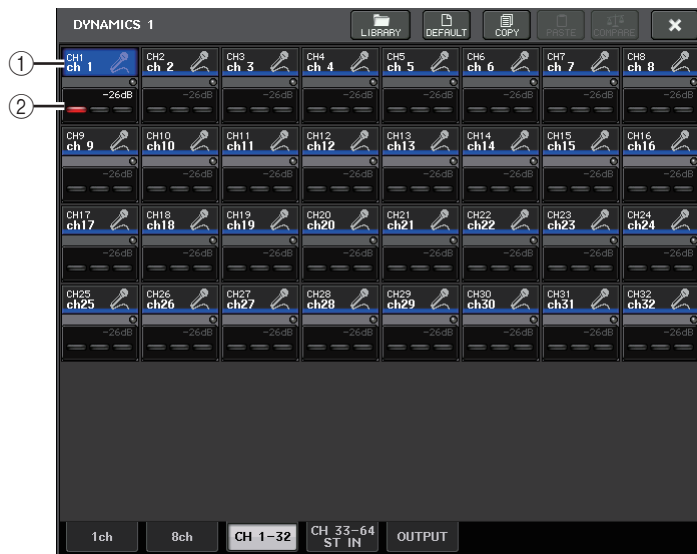 DYNAMICS 1
LIBRARY DEFAULT COPY PASTE COMPARE
① ②
CH1 CH2 CH3 CH4 CH5 CH6 CH7 CH8
ch 1 ch 2 ch 3 ch 4 ch 5 ch 6 ch 7 ch 8
-26dB -26dB -26dB -26dB -26dB -26dB -26dB -26dB
CH9 CH10 CH11 CH12 CH13 CH14 CH15 CH16
ch 9 ch10 ch11 ch12 ch13 ch14 ch15 ch16
-26dB -26dB -26dB -26dB -26dB -26dB -26dB -26dB
CH17 CH18 CH19 CH20 CH21 CH22 CH23 CH24
ch17 ch18 ch19 ch20 ch21 ch22 ch23 ch24
-26dB -26dB -26dB -26dB -26dB -26dB -26dB -26dB
CH25 CH26 CH27 CH28 CH29 CH30 CH31 CH32
ch25 ch26 ch27 ch28 ch29 ch30 ch31 ch32
-26dB -26dB -26dB -26dB -26dB -26dB -26dB -26dB
1ch 8ch CH 1-32 CH 33-64 OUTPUT
ST IN